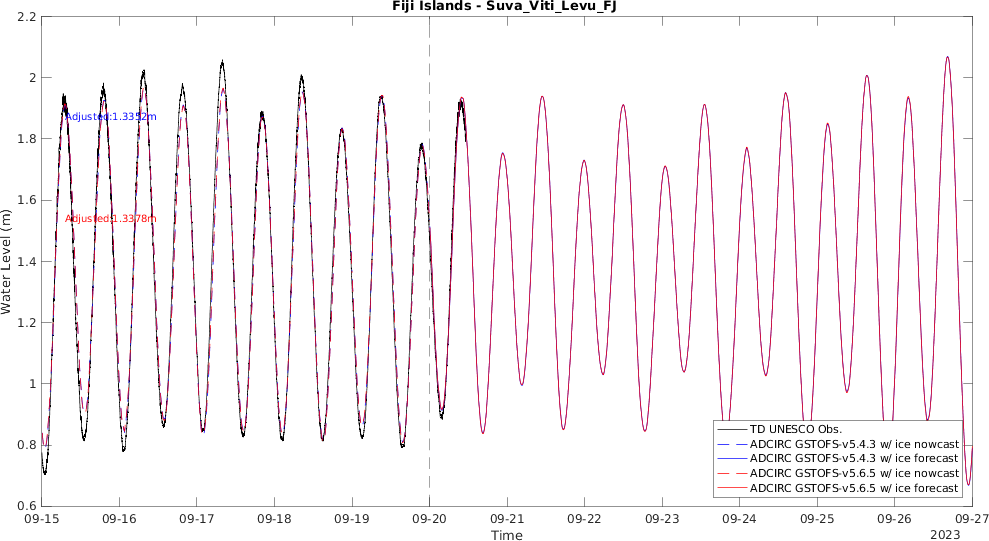 Fiji Islands - Suva_Viti_Levu_FJ
2.2
2
1.8
1.6
1.4
1.2
1
0.8
0.6
Water Level (m)
Adjusted:1.3352m
Adjusted:1.3378m
TD UNESCO Obs.
ADCIRC GSTOFS-v5.4.3 w/ ice nowcast
ADCIRC GSTOFS-v5.4.3 w/ ice forecast
ADCIRC GSTOFS-v5.6.5 w/ ice nowcast
ADCIRC GSTOFS-v5.6.5 w/ ice forecast
09-15 09-16 09-17 09-18 09-19 09-20 09-21 09-22 09-23 09-24 09-25 09-26 09-27
Time
2023